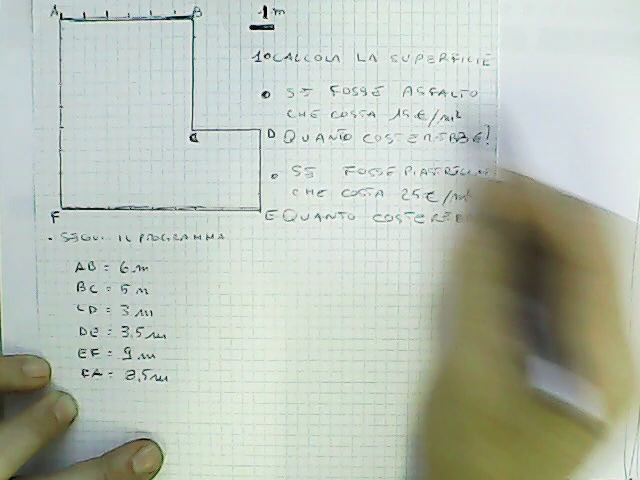 A B 1 m
1° CALCOLA LA SUPERFICIE
• SE FOSSE ASFALTO
CHE COSTA 15€/m²
C D QUANTO COSTEREBBE?
• SE FOSSE
CHE COSTA 25€/m²
F E QUANTO
• SEGUI IL PROGRAMMA
AB = 6 m
BC = 5 m
CD = 3 m
DE = 3,5 m
EF = 9 m
FA = 8,5 m